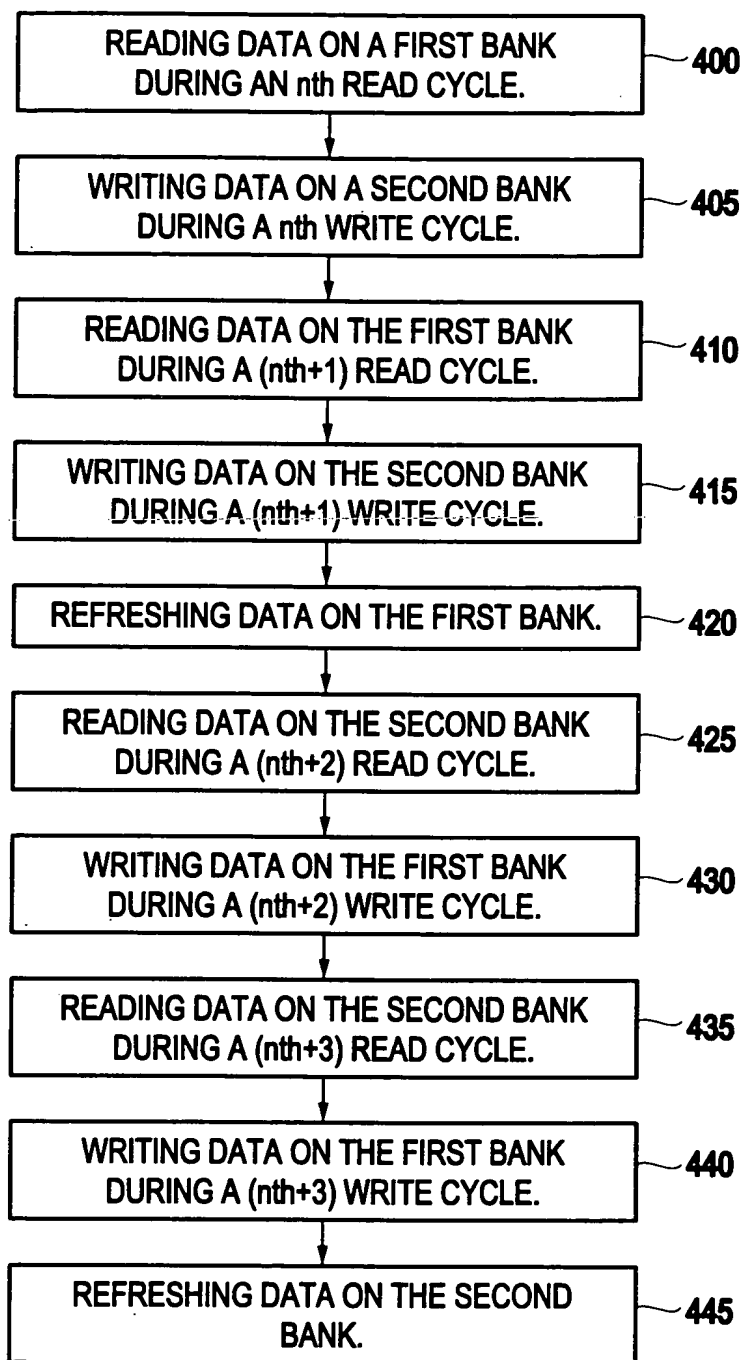 READING DATA ON A FIRST BANK
DURING AN nth READ CYCLE.
400
WRITING DATA ON A SECOND BANK
DURING A nth WRITE CYCLE.
405
READING DATA ON THE FIRST BANK
DURING A (nth+1) READ CYCLE.
410
WRITING DATA ON THE SECOND BANK
DURING A (nth+1) WRITE CYCLE.
415
REFRESHING DATA ON THE FIRST BANK.
420
READING DATA ON THE SECOND BANK
DURING A (nth+2) READ CYCLE.
425
WRITING DATA ON THE FIRST BANK
DURING A (nth+2) WRITE CYCLE.
430
READING DATA ON THE SECOND BANK
DURING A (nth+3) READ CYCLE.
435
WRITING DATA ON THE FIRST BANK
DURING A (nth+3) WRITE CYCLE.
440
REFRESHING DATA ON THE SECOND
BANK.
445